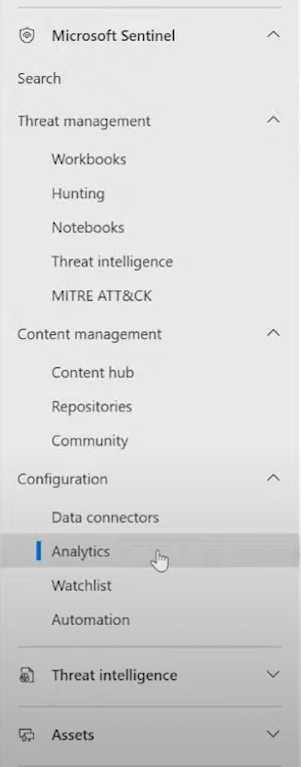 Microsoft Sentinel
Search
Threat management
Workbooks
Hunting
Notebooks
Threat intelligence
MITRE ATT&CK
Content management
Content hub
Repositories
Community
Configuration
Data connectors
Analytics
Watchlist
Automation
Threat intelligence
Assets